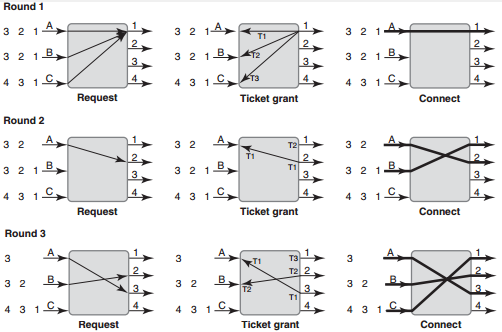 Round 1
3 2 1 A 1 3 2 1 A T1 1 3 2 1 A 1
2 2 2
3 2 1 B 3 2 1 B T2 3 2 1 B
3 3 3
4 3 1 C 4 4 3 1 C T3 4 4 3 1 C 4
Request Ticket grant Connect
Round 2
3 2 A 1 3 2 A T2 1 3 2 A 1
2 T1 2 2
3 2 1 B 3 2 1 B T1 3 2 1 B
3 3 3
4 3 1 C 4 4 3 1 C 4 4 3 1 C 4
Request Ticket grant Connect
Round 3
3 A 1 3 A T1 T3 1 3 A 1
2 T2 2 2
3 2 B 3 2 B T2 3 2 B
3 T1 3 3
4 3 1 C 4 4 3 1 C 4 4 3 1 C 4
Request Ticket grant Connect